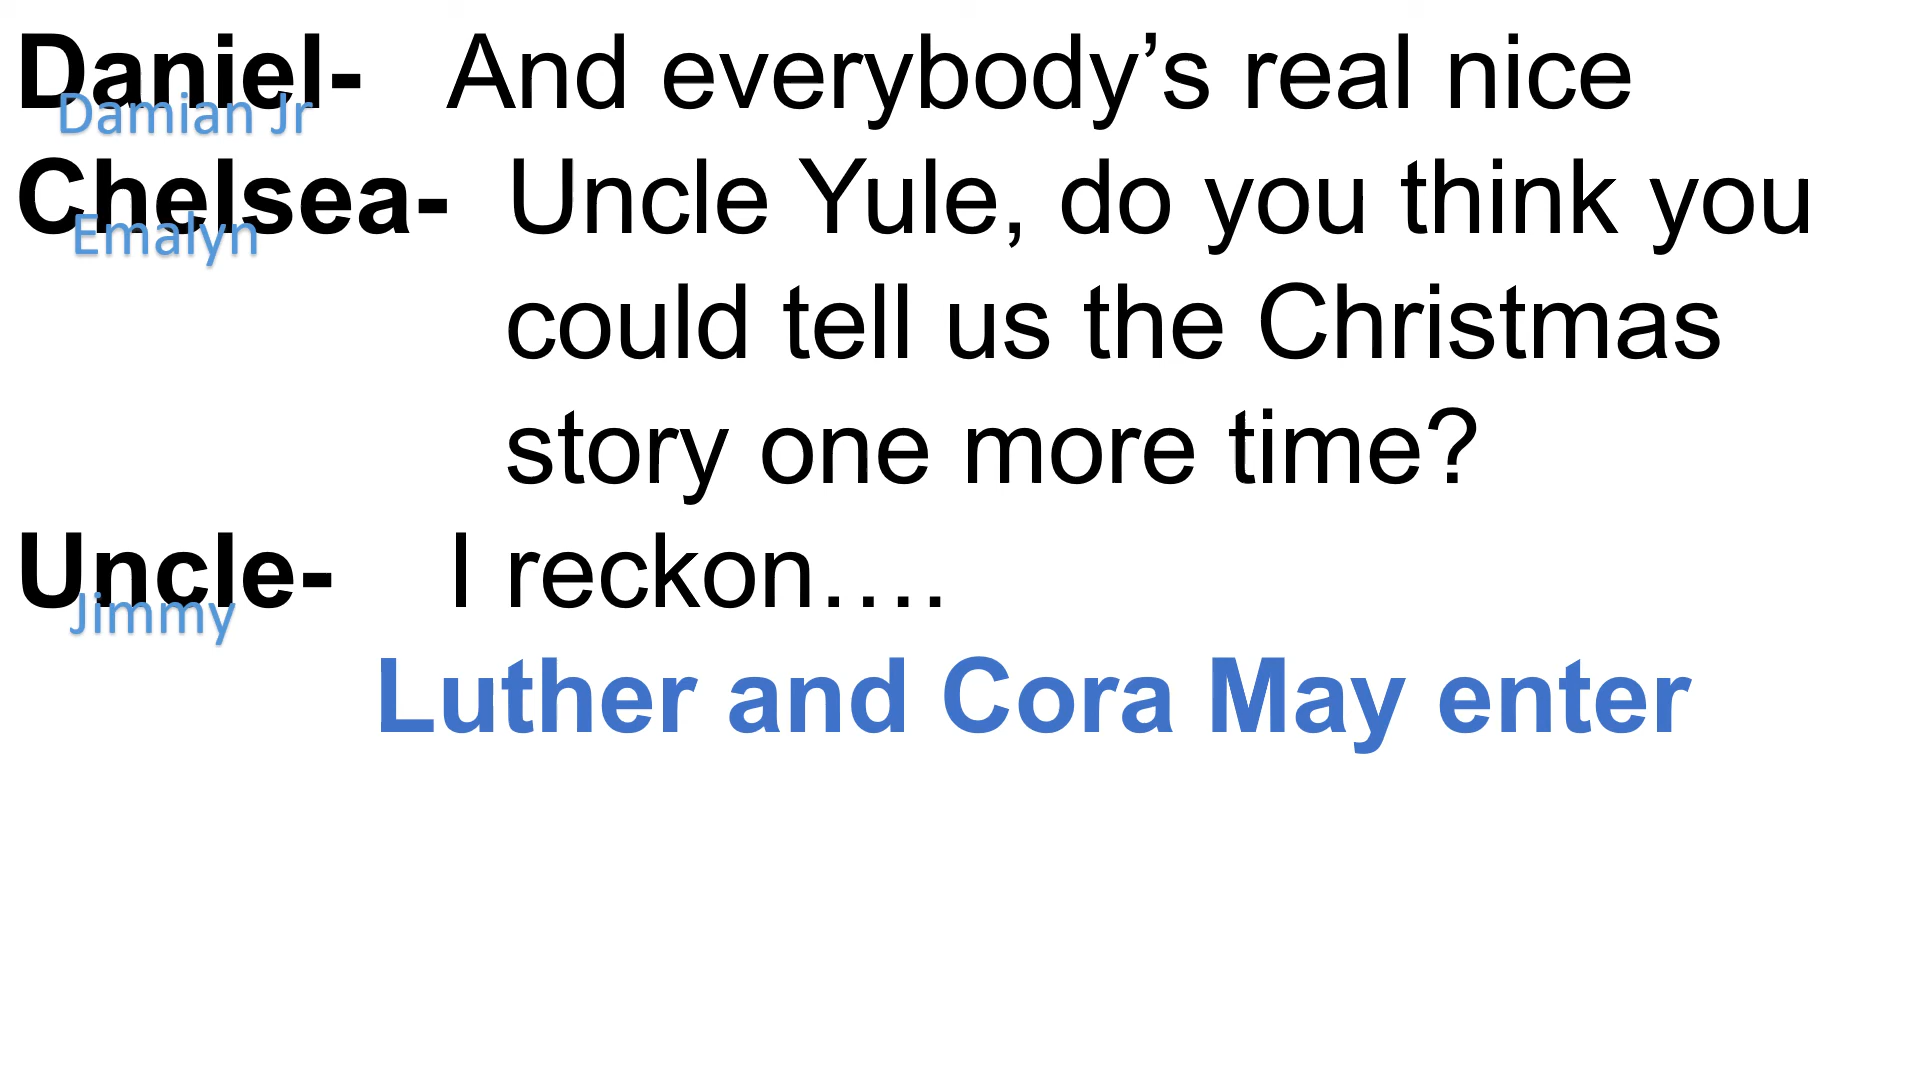 Daniel- And everybody’s real nice
Damian Jr
Chelsea- Uncle Yule, do you think you
Emalyn
could tell us the Christmas
story one more time?
Uncle- I reckon….
Jimmy
Luther and Cora May enter